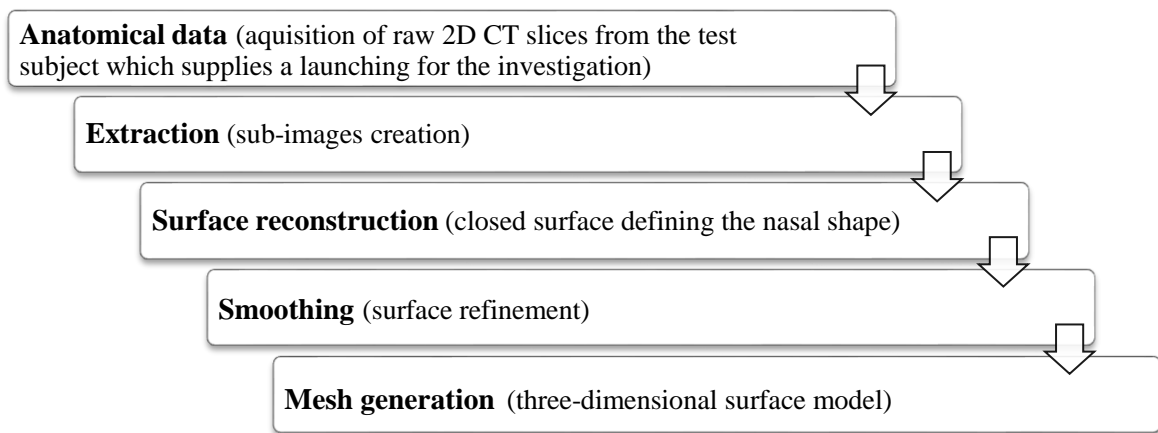 Anatomical data (aquisition of raw 2D CT slices from the test
subject which supplies a launching for the investigation)
Extraction (sub-images creation)
Surface reconstruction (closed surface defining the nasal shape)
Smoothing (surface refinement)
Mesh generation (three-dimensional surface model)